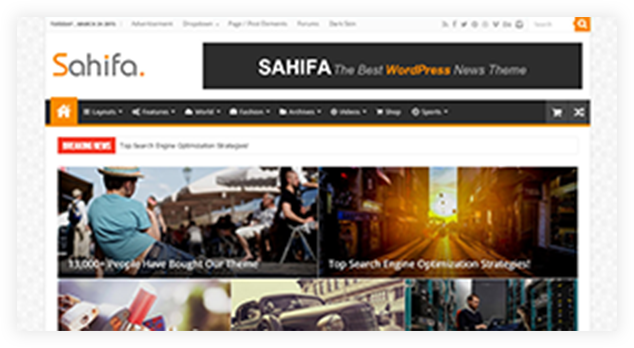 TUESDAY, MARCH 24 2015 Advertisement Dropdown Page / Post Elements Forums Dark Skin Search
Sahifa.
SAHIFA The Best WordPress News Theme
Layouts Features World Fashion Archives Videos Shop Sports
BREAKING NEWS Top Search Engine Optimization Strategies!
13,000+ People Have Bought Our Theme Top Search Engine Optimization Strategies!